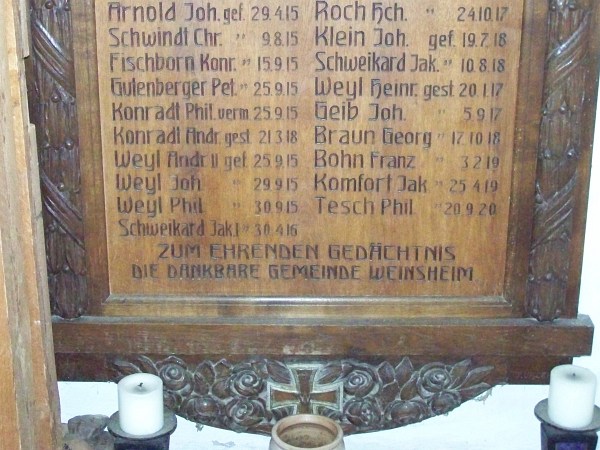 Arnold Joh. gef. 29.4.15
Schwindt Chr. " 9.8.15
Fischborn Konr. " 15.9.15
Gutenberger Pet. " 25.9.15
Konradt Phil. verm 25.9.15
Konradt Andr. gest. 21.3.18
Weyl Andr II gef. 25.9.15
Weyl Joh. " 29.9.15
Weyl Phil. " 30.9.15
Schweikard Jak I " 30.4.16
Roch Hch. " 24.10.17
Klein Joh. gef. 19.7.18
Schweikard Jak. " 10.8.18
Weyl Heinr. gest 20.1.17
Geib Joh. " 5.9.17
Braun Georg " 17.10.18
Bohn Franz " 3.2.19
Komfort Jak " 25.4.19
Tesch Phil " 20.9.20
ZUM EHRENDEN GEDÄCHTNIS
DIE DANKBARE GEMEINDE WEINSHEIM